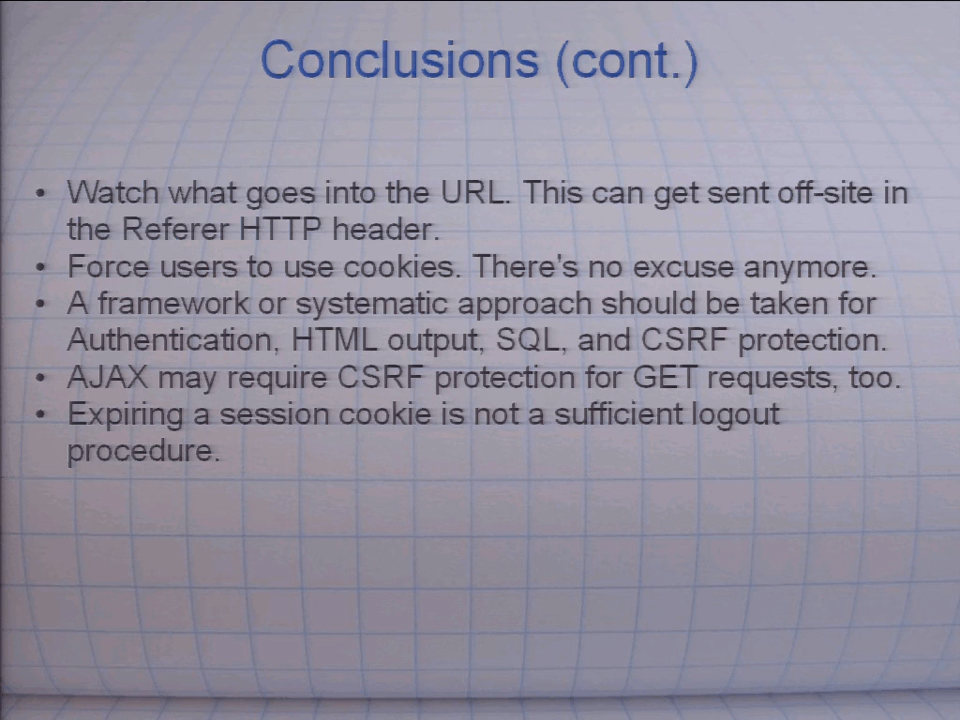 Conclusions (cont.)
• Watch what goes into the URL. This can get sent off-site in
the Referer HTTP header.
• Force users to use cookies. There's no excuse anymore.
• A framework or systematic approach should be taken for
Authentication, HTML output, SQL, and CSRF protection.
• AJAX may require CSRF protection for GET requests, too.
• Expiring a session cookie is not a sufficient logout
procedure.